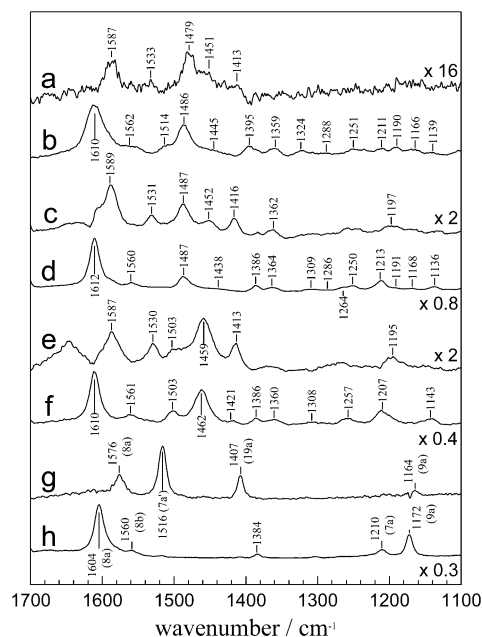 1587 1533 1479 1451 1413
a x 16
1562 1514 1486 1445 1395 1359 1324 1288 1251 1211 1190 1166 1139
b
1610
1589 1531 1487 1452 1416 1362 1197
c x 2
1560 1487 1438 1386 1364 1309 1286 1250 1213 1191 1168 1136
d
1612 1264
x 0.8
1587 1530 1503 1413 1195
e x 2
1459
1561 1503 1421 1386 1360 1308 1257 1207 1143
f
1610 1462
x 0.4
1576 (8a) 1407 (19a) 1164 (9a)
g
1516 (7a')
1560 (8b) 1384 1210 (7a) 1172 (9a)
h
1604 (8a)
x 0.3
1700 1600 1500 1400 1300 1200 1100
wavenumber / cm-1